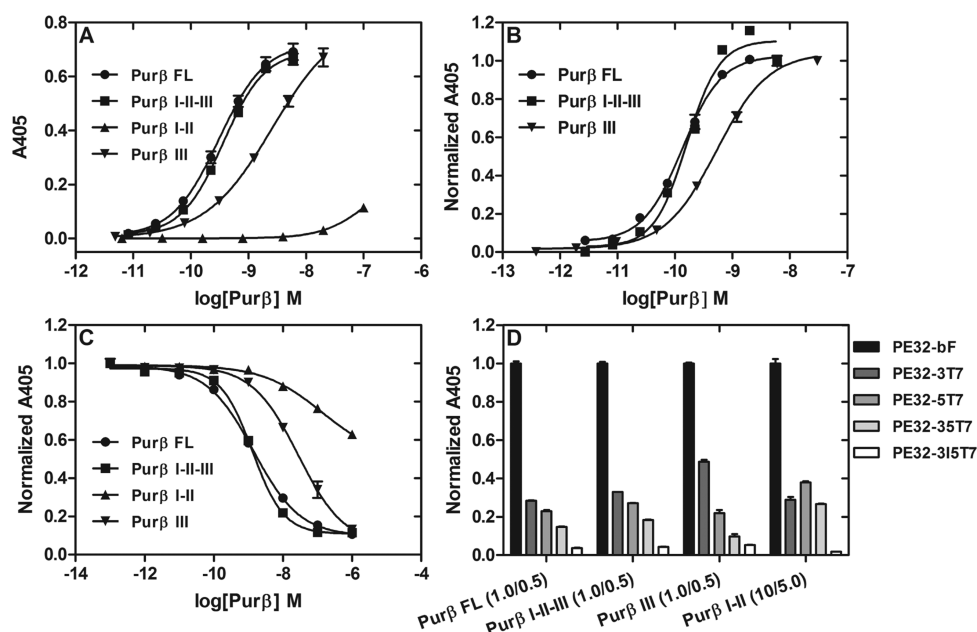 A
0.8
0.6
0.4
0.2
0.0
A405
Purβ FL
Purβ I-II-III
Purβ I-II
Purβ III
-12 -11 -10 -9 -8 -7 -6
log[Purβ] M
B
1.2
1.0
0.8
0.6
0.4
0.2
0.0
Normalized A405
Purβ FL
Purβ I-II-III
Purβ III
-13 -12 -11 -10 -9 -8 -7
log[Purβ] M
C
1.2
1.0
0.8
0.6
0.4
0.2
0.0
Normalized A405
Purβ FL
Purβ I-II-III
Purβ I-II
Purβ III
-14 -12 -10 -8 -6 -4
log[Purβ] M
D
1.2
1.0
0.8
0.6
0.4
0.2
0.0
Normalized A405
Purβ FL (1.0/0.5)
Purβ I-II-III (1.0/0.5)
Purβ III (1.0/0.5)
Purβ I-II (10/5.0)
PE32-bF
PE32-3T7
PE32-5T7
PE32-35T7
PE32-3I5T7